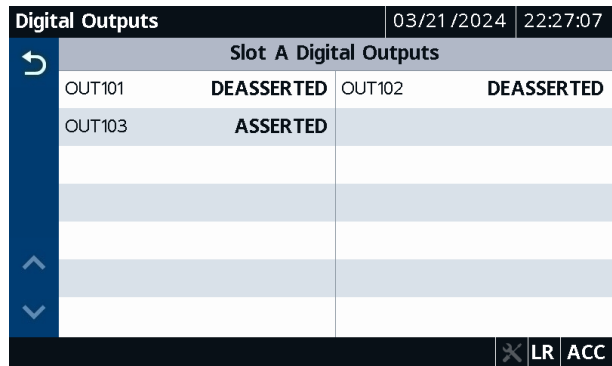 Digital Outputs 03/21/2024 22:27:07
Slot A Digital Outputs
OUT101 DEASSERTED OUT102 DEASSERTED
OUT103 ASSERTED
LR ACC